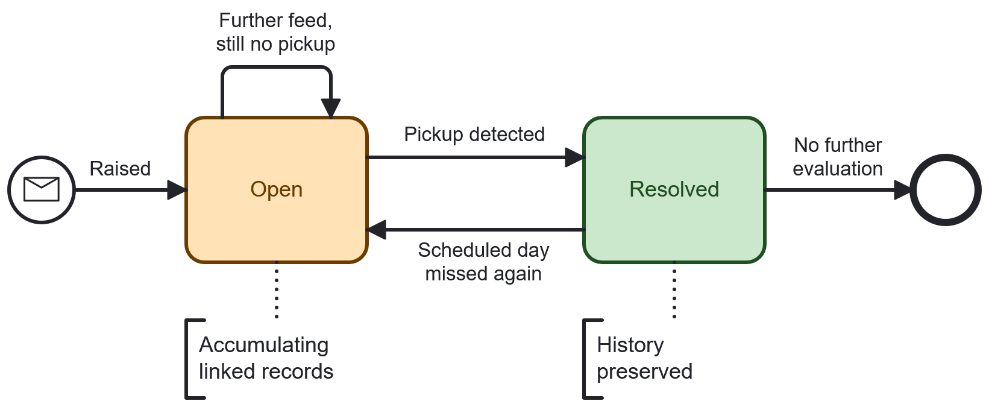 Further feed,
still no pickup
Raised
Open
Pickup detected
Scheduled day
missed again
Resolved
No further
evaluation
Accumulating
linked records
History
preserved